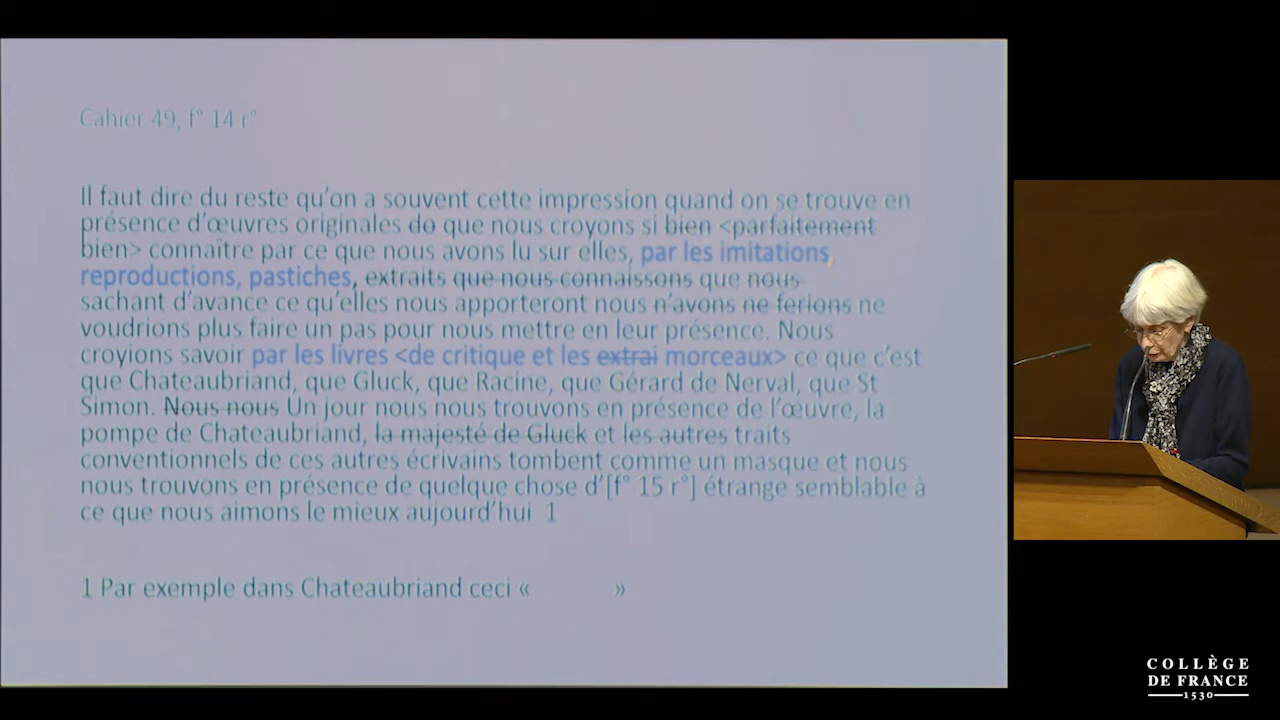 Cahier 49, f° 14 r°
Il faut dire du reste qu'on a souvent cette impression quand on se trouve en
présence d'œuvres originales do que nous croyons si bien <parfaitement
bien> connaître par ce que nous avons lu sur elles, par les imitations,
reproductions, pastiches, extraits que nous connaissons que nous
sachant d'avance ce qu'elles nous apporteront nous n'avons ne ferions ne
voudrions plus faire un pas pour nous mettre en leur présence. Nous
croyions savoir par les livres <de critique et les extrai morceaux> ce que c'est
que Chateaubriand, que Gluck, que Racine, que Gérard de Nerval, que St
Simon. Nous nous Un jour nous nous trouvons en présence de l'œuvre, la
pompe de Chateaubriand, la majesté de Gluck et les autres traits
conventionnels de ces autres écrivains tombent comme un masque et nous
nous trouvons en présence de quelque chose d'[f° 15 r°] étrange semblable à
ce que nous aimons le mieux aujourd'hui 1
1 Par exemple dans Chateaubriand ceci « »
COLLÈGE
DE FRANCE
1530